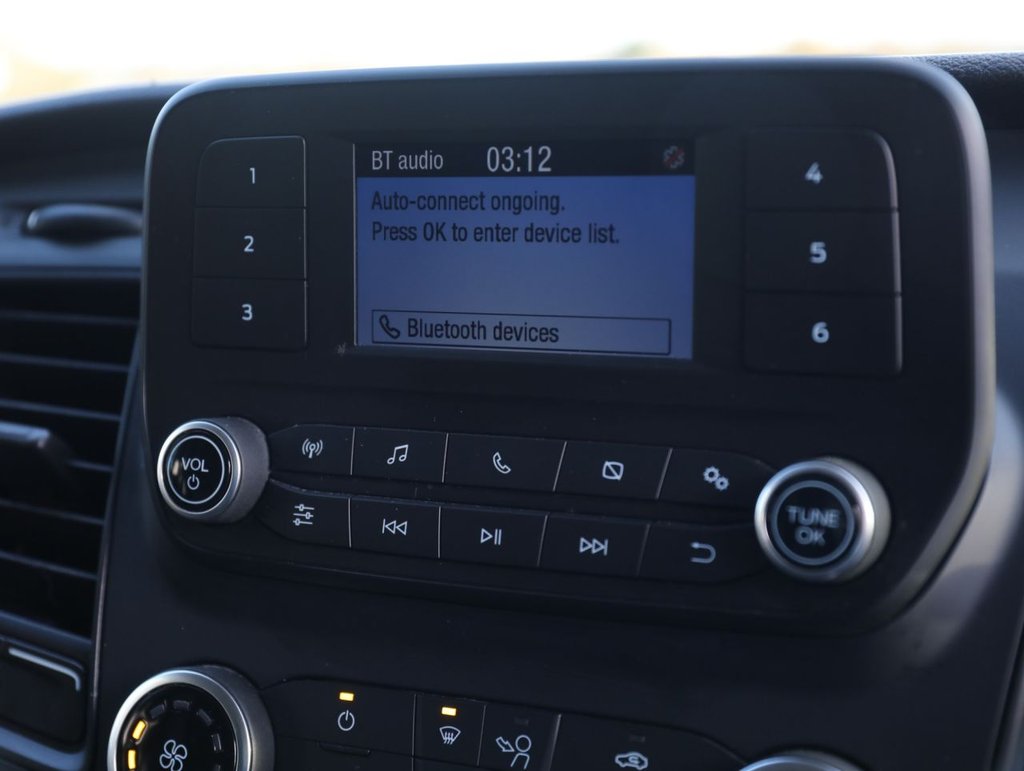 1
2
3
BT audio 03:12
Auto-connect ongoing.
Press OK to enter device list.
Bluetooth devices
4
5
6
VOL
TUNE
OK